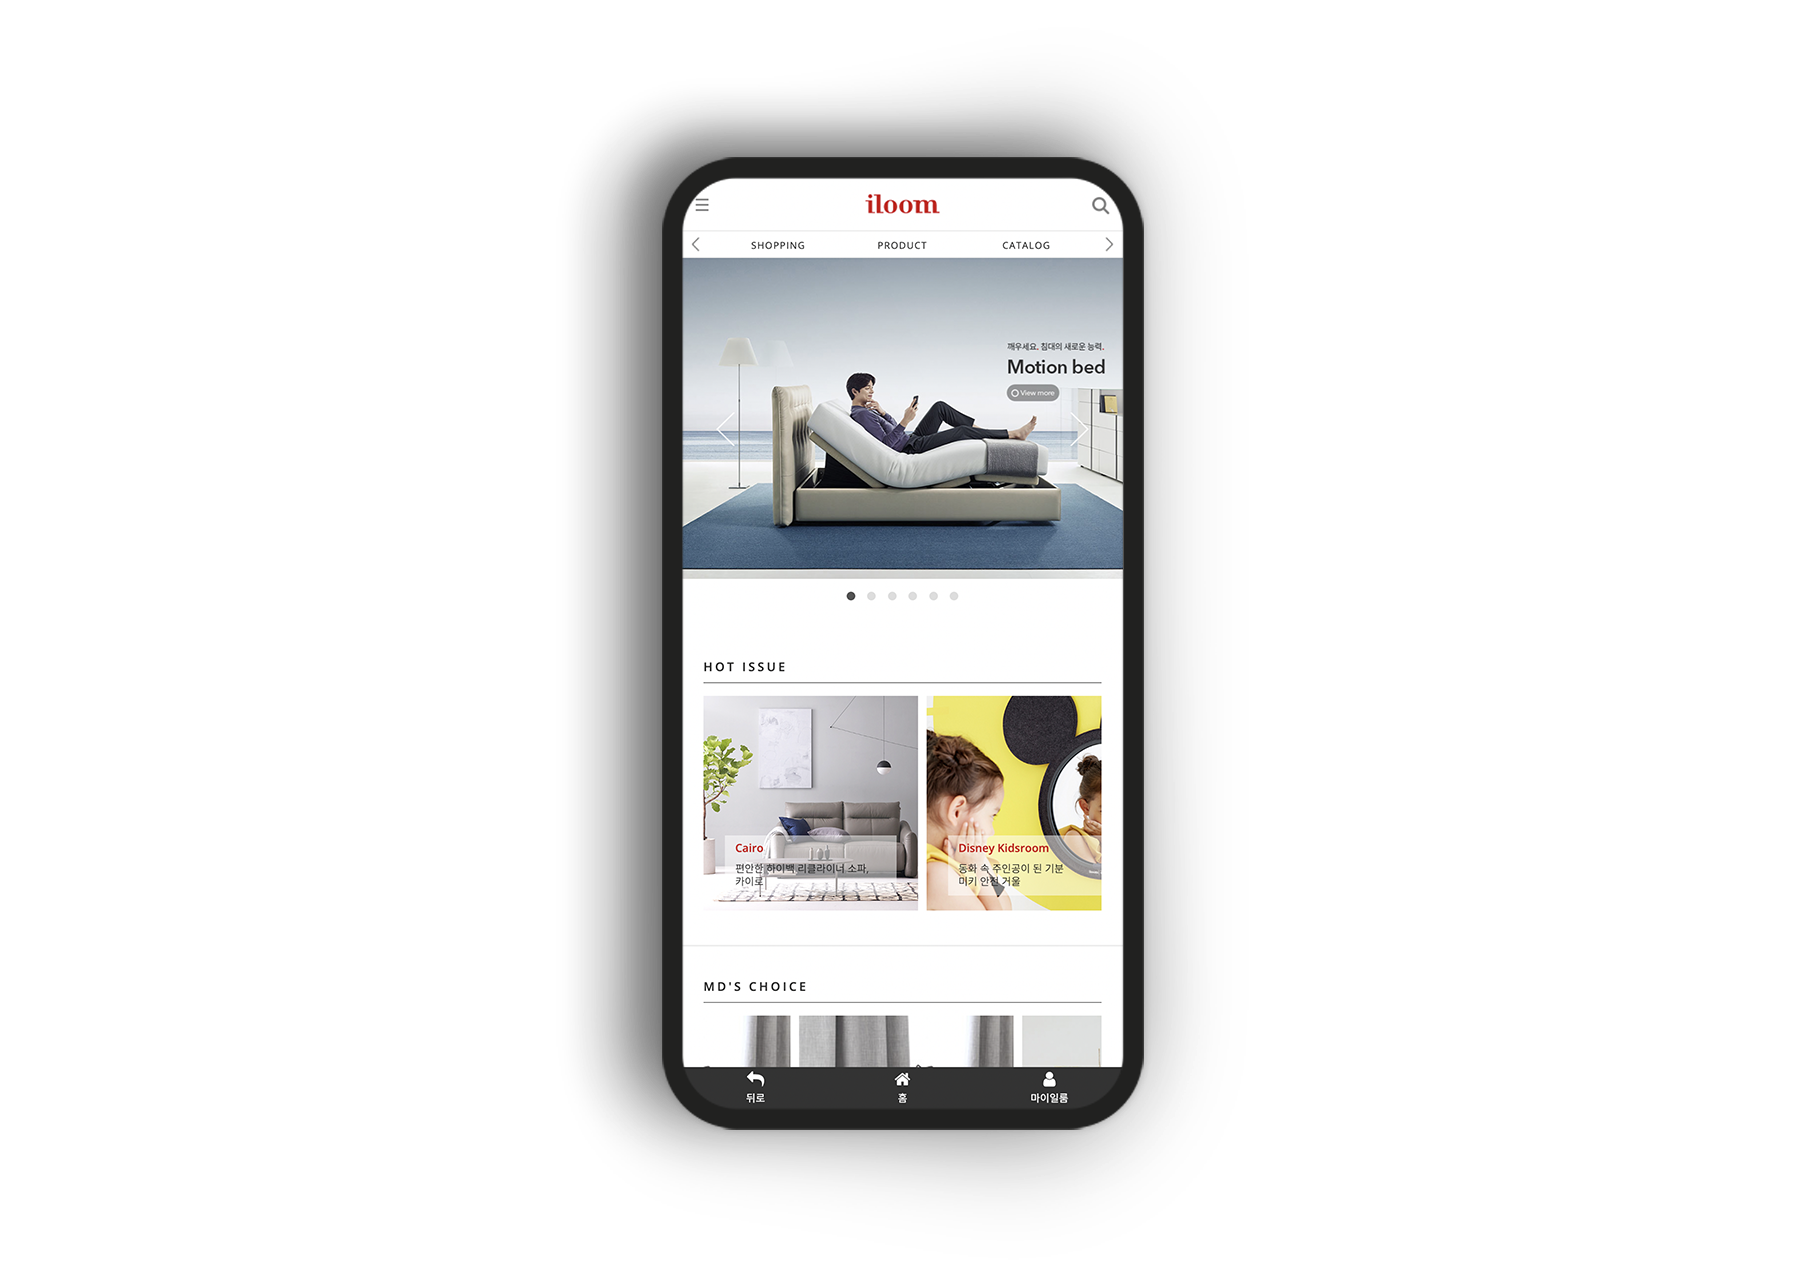 iloom
SHOPPING PRODUCT CATALOG
깨우세요. 침대의 새로운 능력.
Motion bed
View more
HOT ISSUE
Cairo
편안한 하이백 리클라이너 소파,
카이로
Disney Kidsroom
동화 속 주인공이 된 기분
미키 안전 거울
MD'S CHOICE
뒤로 홈 마이일룸